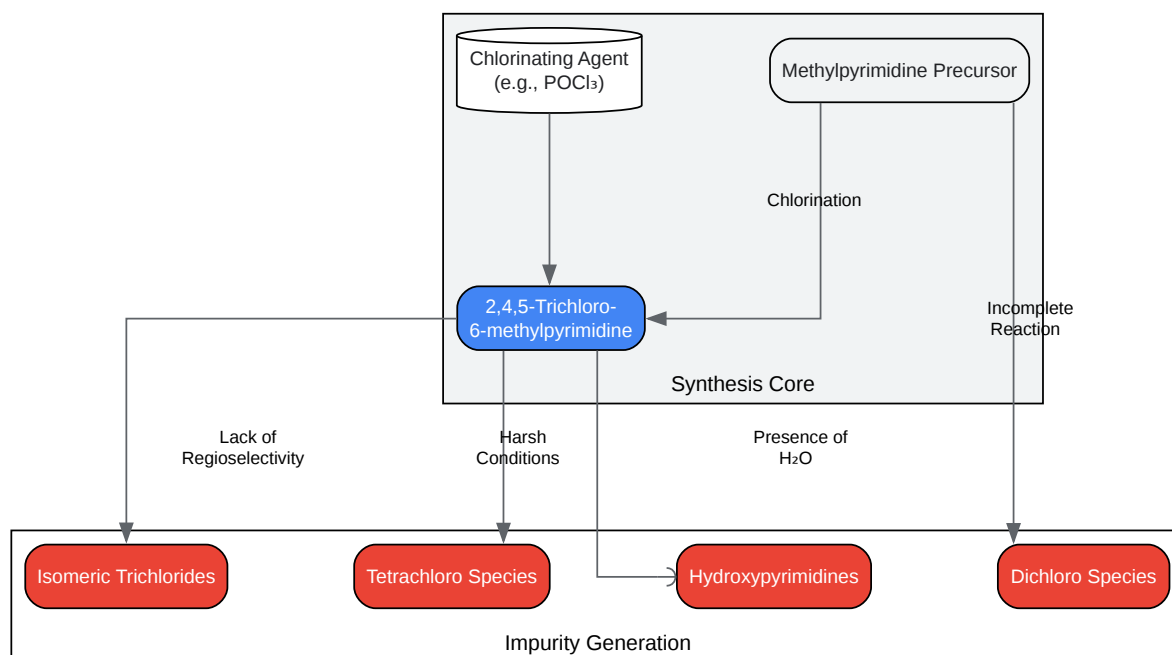 Chlorinating Agent
(e.g., POCl₃)
Methylpyrimidine Precursor
Chlorination
2,4,5-Trichloro-
6-methylpyrimidine
Incomplete
Reaction
Synthesis Core
Lack of
Regioselectivity
Harsh
Conditions
Presence of
H₂O
Isomeric Trichlorides
Tetrachloro Species
Hydroxypyrimidines
Dichloro Species
Impurity Generation